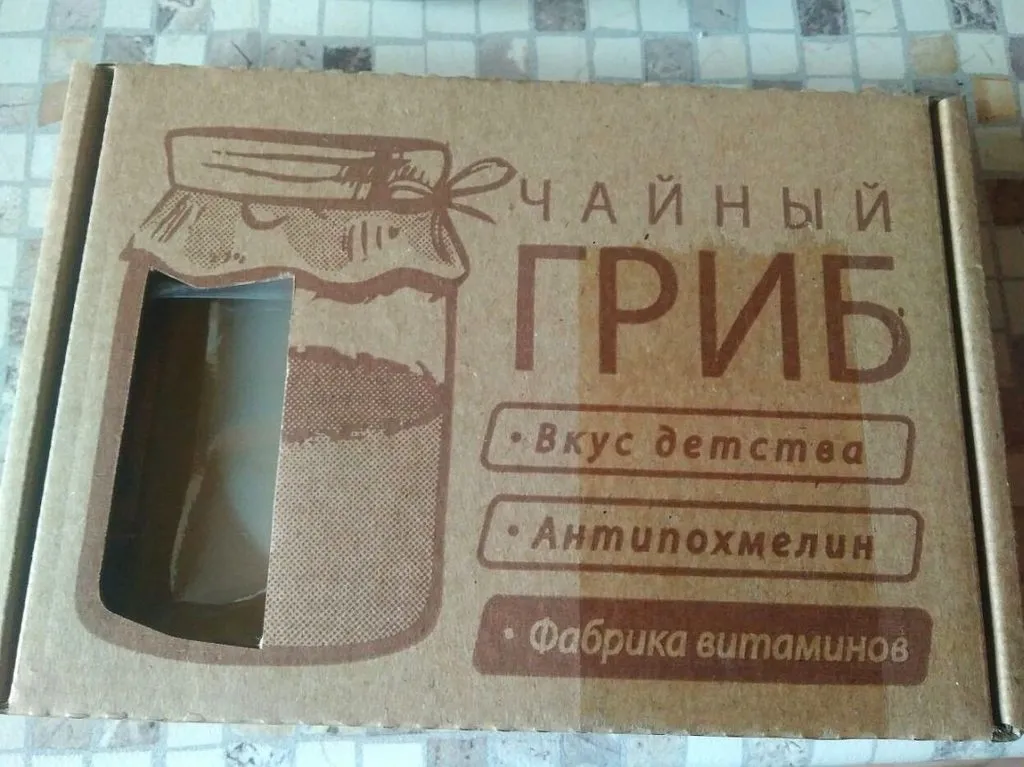 ЧАЙНЫЙ
ГРИБ
• Вкус детства
• Антипохмелин
• Фабрика витаминов